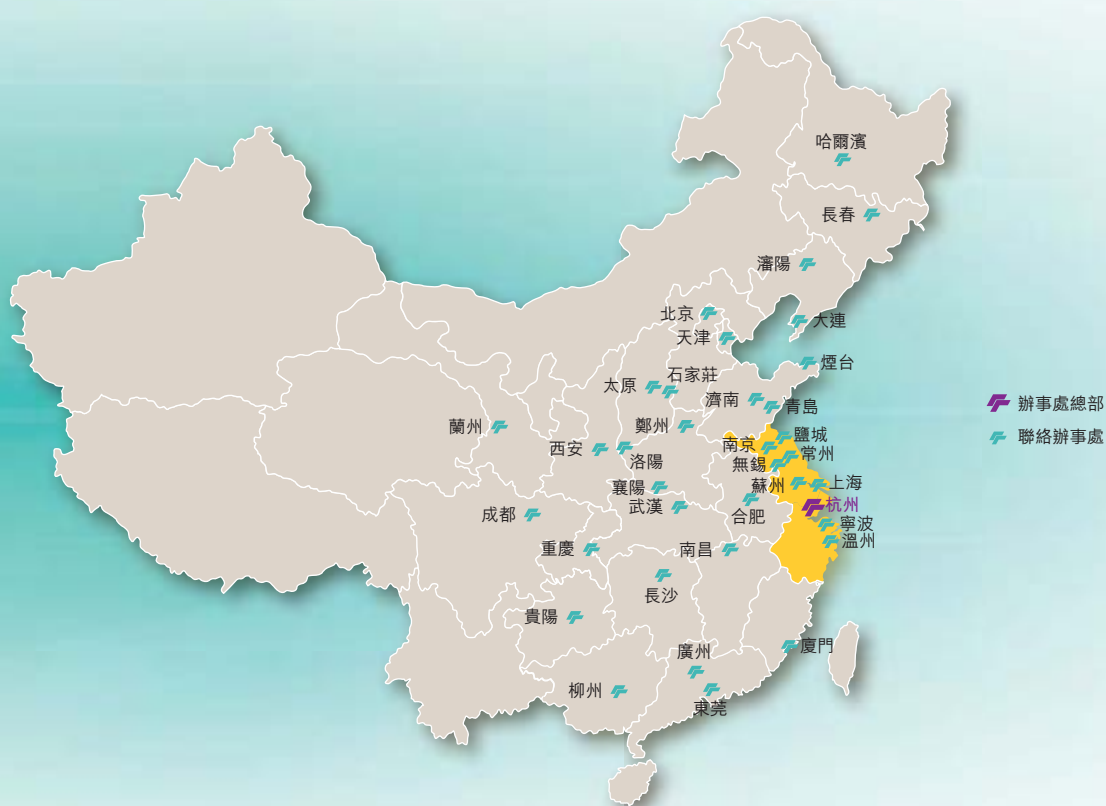 哈爾濱
長春
瀋陽
北京
大連
天津
煙台
石家莊
太原
濟南
青島
辦事處總部
蘭州
鄭州
鹽城
聯絡辦事處
西安
南京
常州
洛陽
無錫
蘇州
上海
襄陽
武漢
杭州
成都
合肥
寧波
溫州
重慶
南昌
長沙
貴陽
廈門
廣州
柳州
東莞